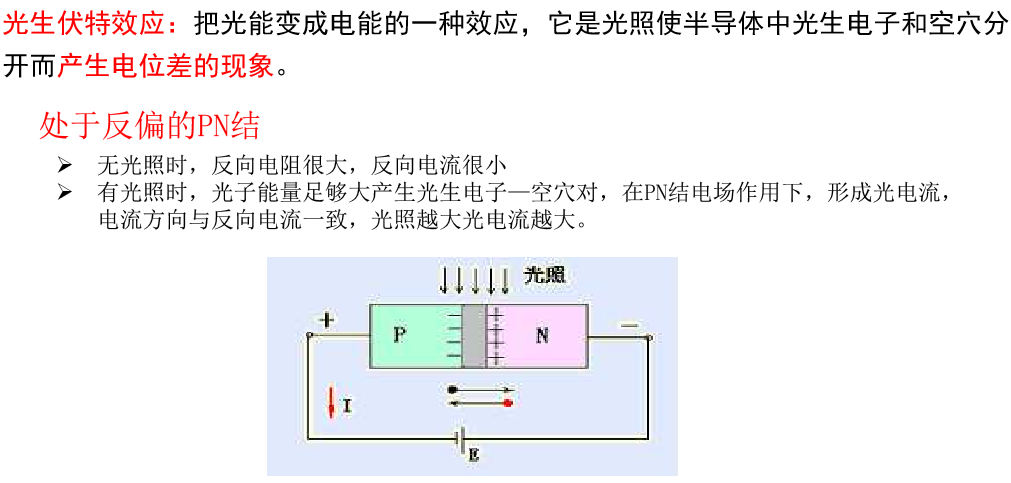 光生伏特效应：把光能变成电能的一种效应，它是光照使半导体中光生电子和空穴分
开而产生电位差的现象。
处于反偏的PN结
➢ 无光照时，反向电阻很大，反向电流很小
➢ 有光照时，光子能量足够大产生光生电子—空穴对，在PN结电场作用下，形成光电流，
电流方向与反向电流一致，光照越大光电流越大。
光照
+ −
P N
I
E